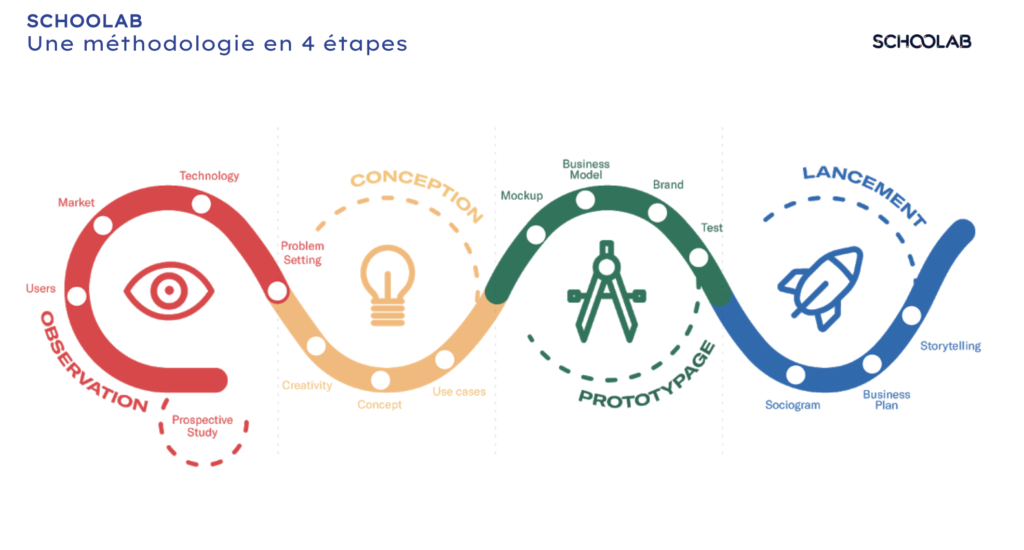 SCHOOLAB
Une méthodologie en 4 étapes
SCHOOLAB
OBSERVATION
Prospective
Study
Users
Market
Technology
Problem
Setting
CONCEPTION
Creativity
Concept
Use cases
PROTOTYPAGE
Mockup
Business
Model
Brand
Test
LANCEMENT
Sociogram
Business
Plan
Storytelling